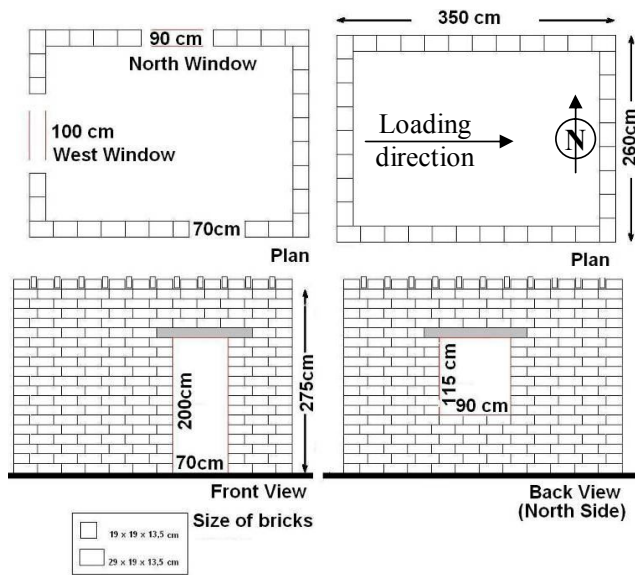 90 cm
North Window
100 cm
West Window
70cm
Plan
350 cm
Loading
direction
N
260cm
Plan
200cm
70cm
275cm
Front View
115 cm
90 cm
Back View
(North Side)
Size of bricks
19 x 19 x 13,5 cm
29 x 19 x 13,5 cm